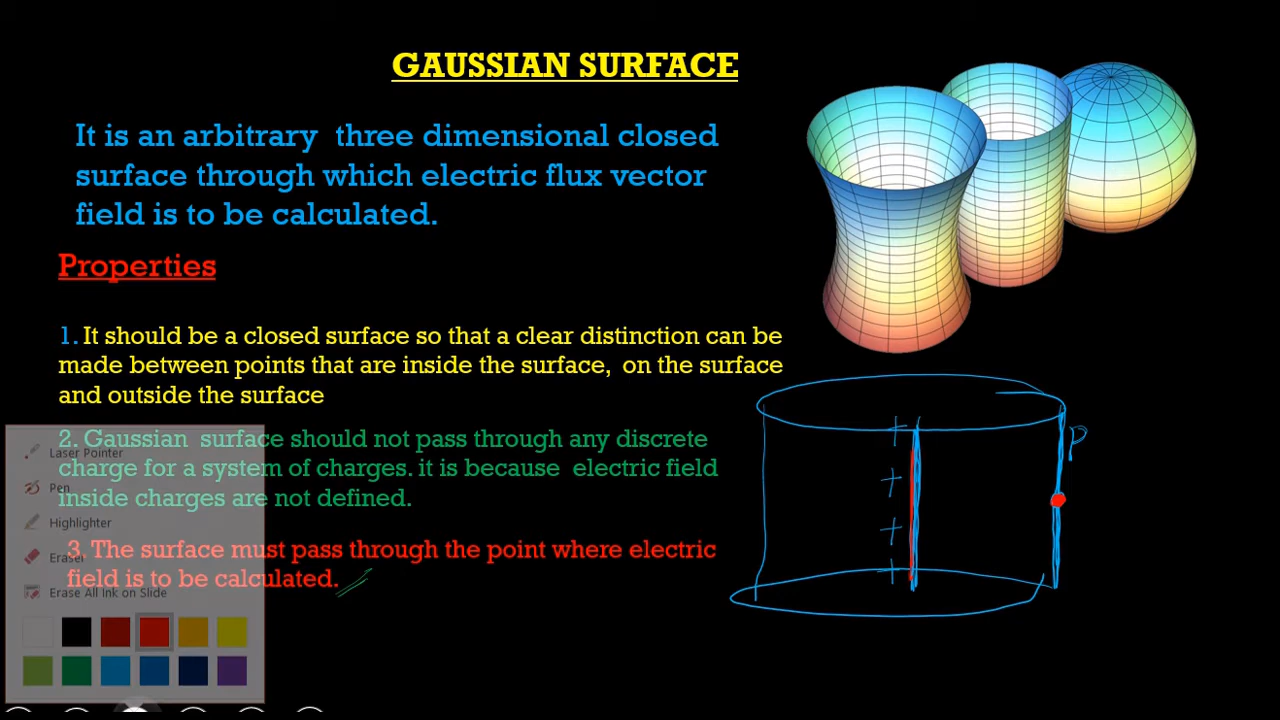 GAUSSIAN SURFACE
It is an arbitrary three dimensional closed
surface through which electric flux vector
field is to be calculated.
Properties
1. It should be a closed surface so that a clear distinction can be
made between points that are inside the surface, on the surface
and outside the surface
2. Gaussian surface should not pass through any discrete
charge for a system of charges. it is because electric field
inside charges are not defined.
3. The surface must pass through the point where electric
field is to be calculated.
Laser Pointer
Pen
Highlighter
Eraser
Erase All Ink on Slide
+
+
+
+
P